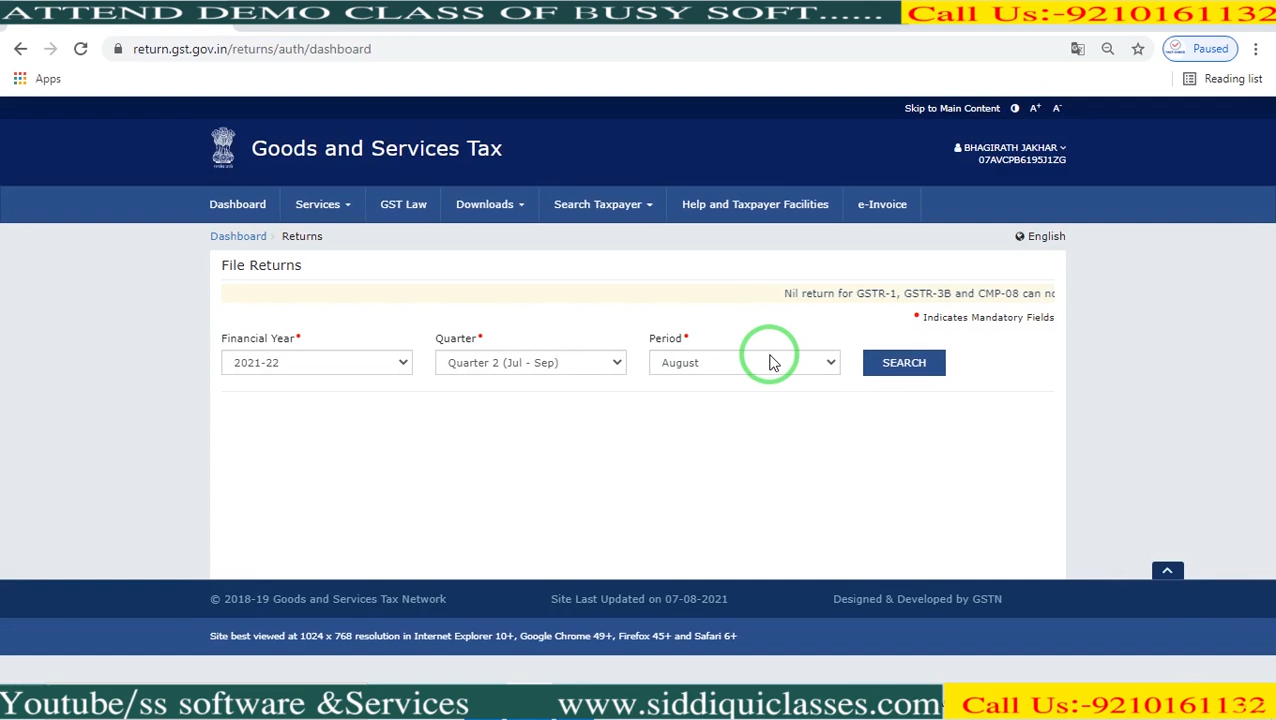 ATTEND DEMO CLASS OF BUSY SOFT...... Call Us:-9210161132
return.gst.gov.in/returns/auth/dashboard
Paused
Apps
Reading list
Skip to Main Content A+ A-
Goods and Services Tax
BHAGIRATH JAKHAR
07AVCPB6195J1ZG
Dashboard Services GST Law Downloads Search Taxpayer Help and Taxpayer Facilities e-Invoice
Dashboard Returns
English
File Returns
Nil return for GSTR-1, GSTR-3B and CMP-08 can
* Indicates Mandatory Fields
Financial Year* Quarter* Period*
2021-22 Quarter 2 (Jul - Sep) August SEARCH
© 2018-19 Goods and Services Tax Network Site Last Updated on 07-08-2021 Designed & Developed by GSTN
Site best viewed at 1024 x 768 resolution in Internet Explorer 10+, Google Chrome 49+, Firefox 45+ and Safari 6+
Youtube/ss software &Services www.siddiquiclasses.com Call Us:-9210161132